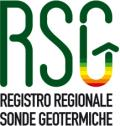 RSG
REGISTRO REGIONALE
SONDE GEOTERMICHE